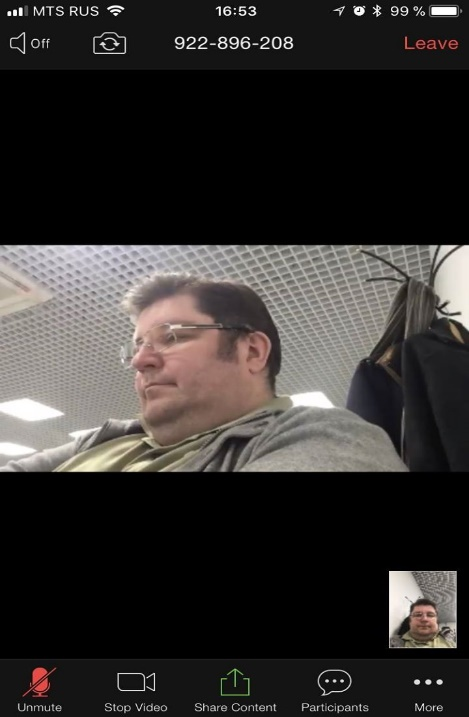 MTS RUS 16:53 99 %
Off 922-896-208 Leave
Unmute Stop Video Share Content Participants More